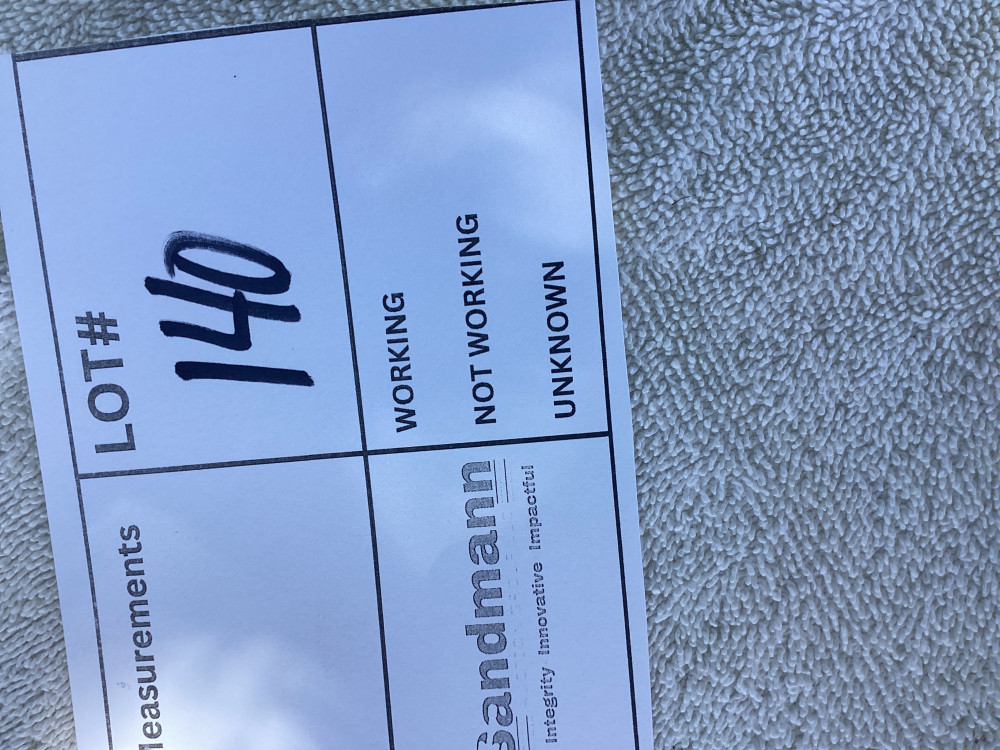 LOT#
140
Measurements
WORKING
NOT WORKING
UNKNOWN
Sandmann
Integrity Innovative Impactful